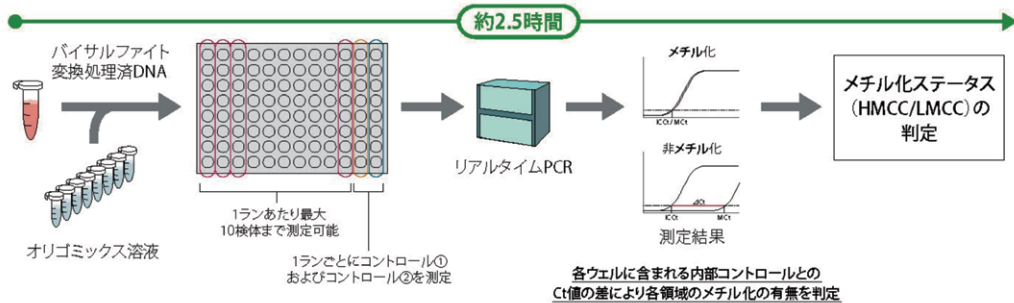 約2.5時間
バイサルファイト
変換処理済DNA
オリゴミックス溶液
1ランあたり最大
10検体まで測定可能
1ランごとにコントロール①
およびコントロール②を測定
リアルタイムPCR
メチル化
ICCt/MCt
非メチル化
ΔCt
ICCt
MCt
測定結果
各ウェルに含まれる内部コントロールとの
Ct値の差により各領域のメチル化の有無を判定
メチル化ステータス
(HMCC/LMCC)の
判定